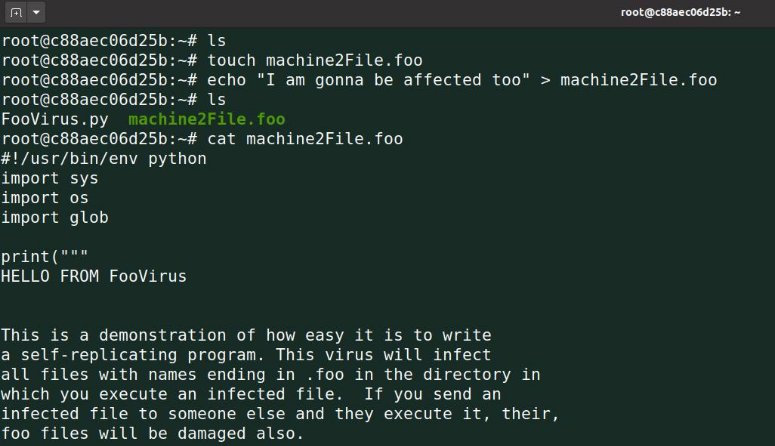 root@c88aec06d25b: ~
root@c88aec06d25b:~# ls
root@c88aec06d25b:~# touch machine2File.foo
root@c88aec06d25b:~# echo "I am gonna be affected too" > machine2File.foo
root@c88aec06d25b:~# ls
FooVirus.py  machine2File.foo
root@c88aec06d25b:~# cat machine2File.foo
#!/usr/bin/env python
import sys
import os
import glob
print("""
HELLO FROM FooVirus
This is a demonstration of how easy it is to write
a self-replicating program. This virus will infect
all files with names ending in .foo in the directory in
which you execute an infected file.  If you send an
infected file to someone else and they execute it, their,
foo files will be damaged also.